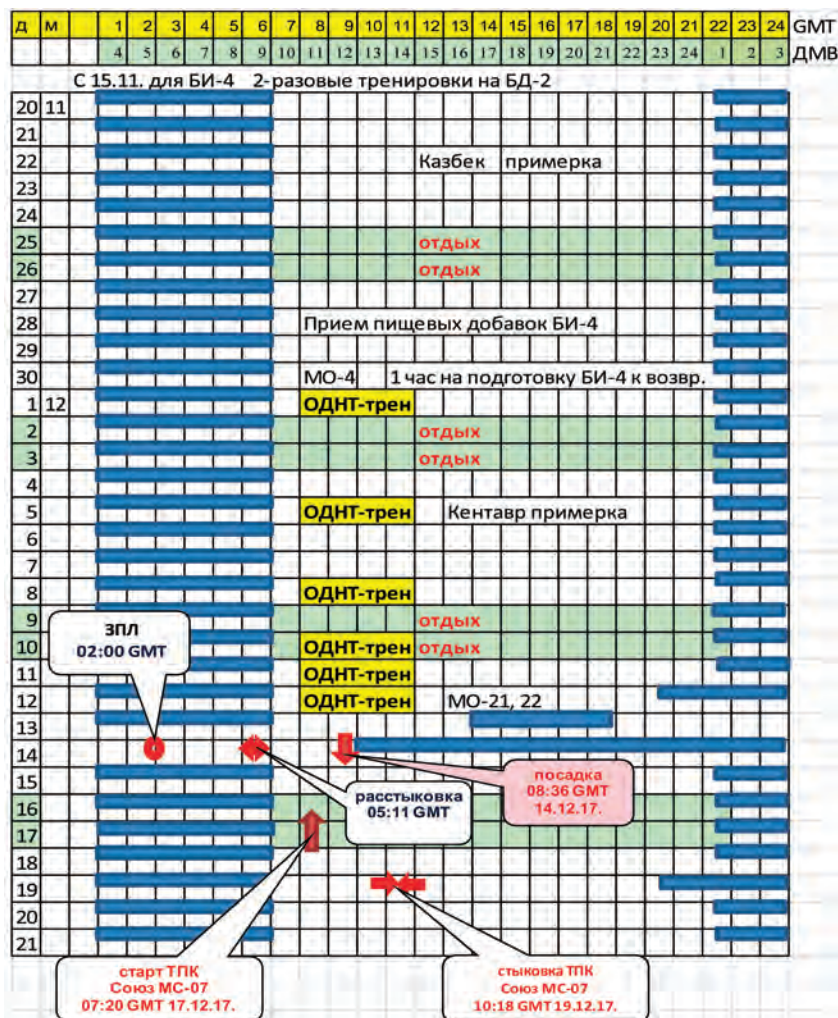 Д М 1 2 3 4 5 6 7 8 9 10 11 12 13 14 15 16 17 18 19 20 21 22 23 24 GMT
4 5 6 7 8 9 10 11 12 13 14 15 16 17 18 19 20 21 22 23 24 1 2 3 ДМВ
С 15.11. для БИ-4 2-разовые тренировки на БД-2
20 11
21
22 Казбек примерка
23
24
25 отдых
26 отдых
27
28 Прием пищевых добавок БИ-4
29
30 МО-4 1 час на подготовку БИ-4 к возвр.
1 12 ОДНТ-трен
2 отдых
3 отдых
4
5 ОДНТ-трен Кентавр примерка
6
7
8 ОДНТ-трен
9 отдых
ЗПЛ
02:00 GMT
10 ОДНТ-трен отдых
11 ОДНТ-трен
12 ОДНТ-трен МО-21, 22
13
14
15
посадка
08:36 GMT
14.12.17.
расстыковка
05:11 GMT
16
17
18
19
20
21
старт ТПК
Союз МС-07
07:20 GMT 17.12.17.
стыковка ТПК
Союз МС-07
10:18 GMT 19.12.17.